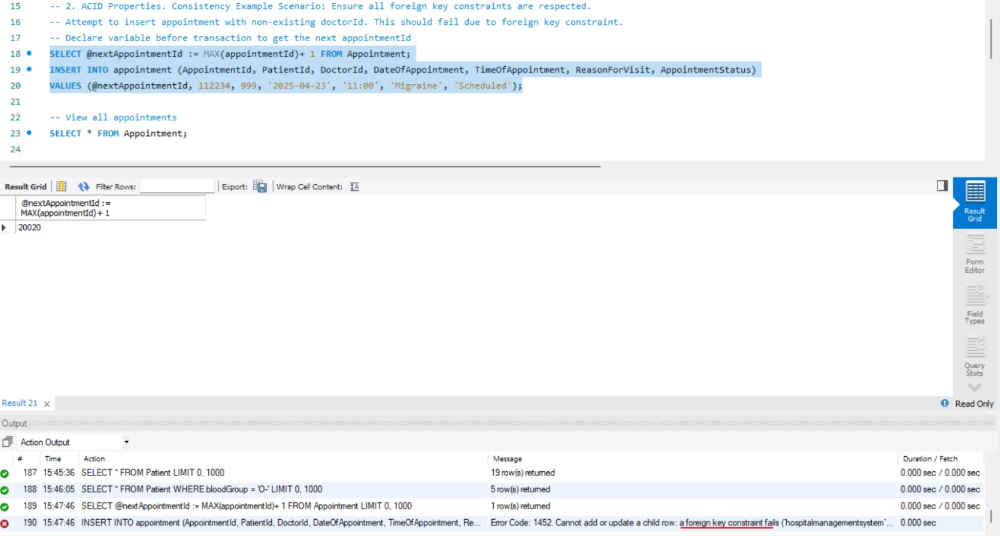 15 -- 2. ACID Properties. Consistency Example Scenario: Ensure all foreign key constraints are respected.
16 -- Attempt to insert appointment with non-existing doctorId. This should fail due to foreign key constraint.
17 -- Declare variable before transaction to get the next appointmentId
18 SELECT @nextAppointmentId := MAX(appointmentId)+ 1 FROM Appointment;
19 INSERT INTO appointment (AppointmentId, PatientId, DoctorId, DateOfAppointment, TimeOfAppointment, ReasonForVisit, AppointmentStatus)
20 VALUES (@nextAppointmentId, 112234, 999, '2025-04-23', '11:00', 'Migraine', 'Scheduled');
21
22 -- View all appointments
23 SELECT * FROM Appointment;
24
Result Grid Filter Rows: Export: Wrap Cell Content:
@nextAppointmentId :=
MAX(appointmentId)+ 1
20020
Result
Grid
Form
Editor
Field
Types
Query
Stats
Result 21 Read Only
Output
Action Output
# Time Action Message Duration / Fetch
187 15:45:36 SELECT * FROM Patient LIMIT 0, 1000 19 row(s) returned 0.000 sec / 0.000 sec
188 15:46:05 SELECT * FROM Patient WHERE bloodGroup = 'O-' LIMIT 0, 1000 5 row(s) returned 0.000 sec / 0.000 sec
189 15:47:46 SELECT @nextAppointmentId := MAX(appointmentId)+ 1 FROM Appointment LIMIT 0, 1000 1 row(s) returned 0.000 sec / 0.000 sec
190 15:47:46 INSERT INTO appointment (AppointmentId, PatientId, DoctorId, DateOfAppointment, TimeOfAppointment, Re... Error Code: 1452. Cannot add or update a child row: a foreign key constraint fails (`hospitalmanagementsystem`... 0.000 sec